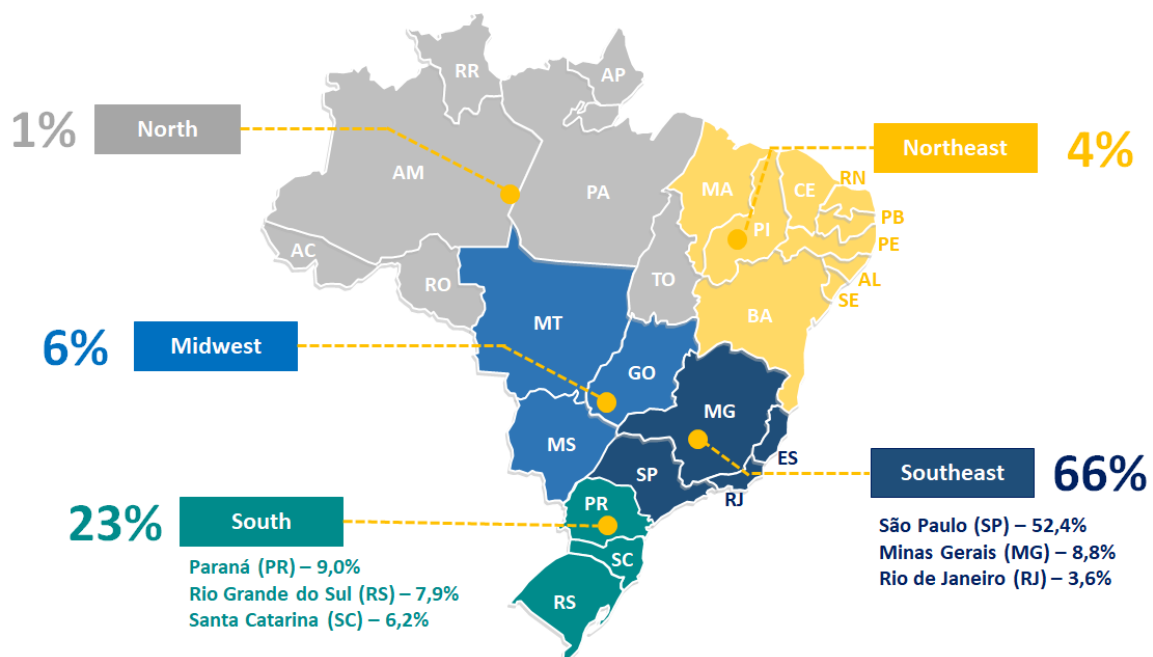 RR
AP
1%
North
Northeast
4%
AM
PA
MA
CE
RN
PI
PB
PE
AC
RO
TO
AL
SE
BA
MT
6%
Midwest
GO
MG
MS
ES
SP
Southeast
66%
RJ
PR
23%
South
São Paulo (SP) – 52,4%
Minas Gerais (MG) – 8,8%
Rio de Janeiro (RJ) – 3,6%
SC
Paraná (PR) – 9,0%
Rio Grande do Sul (RS) – 7,9%
Santa Catarina (SC) – 6,2%
RS